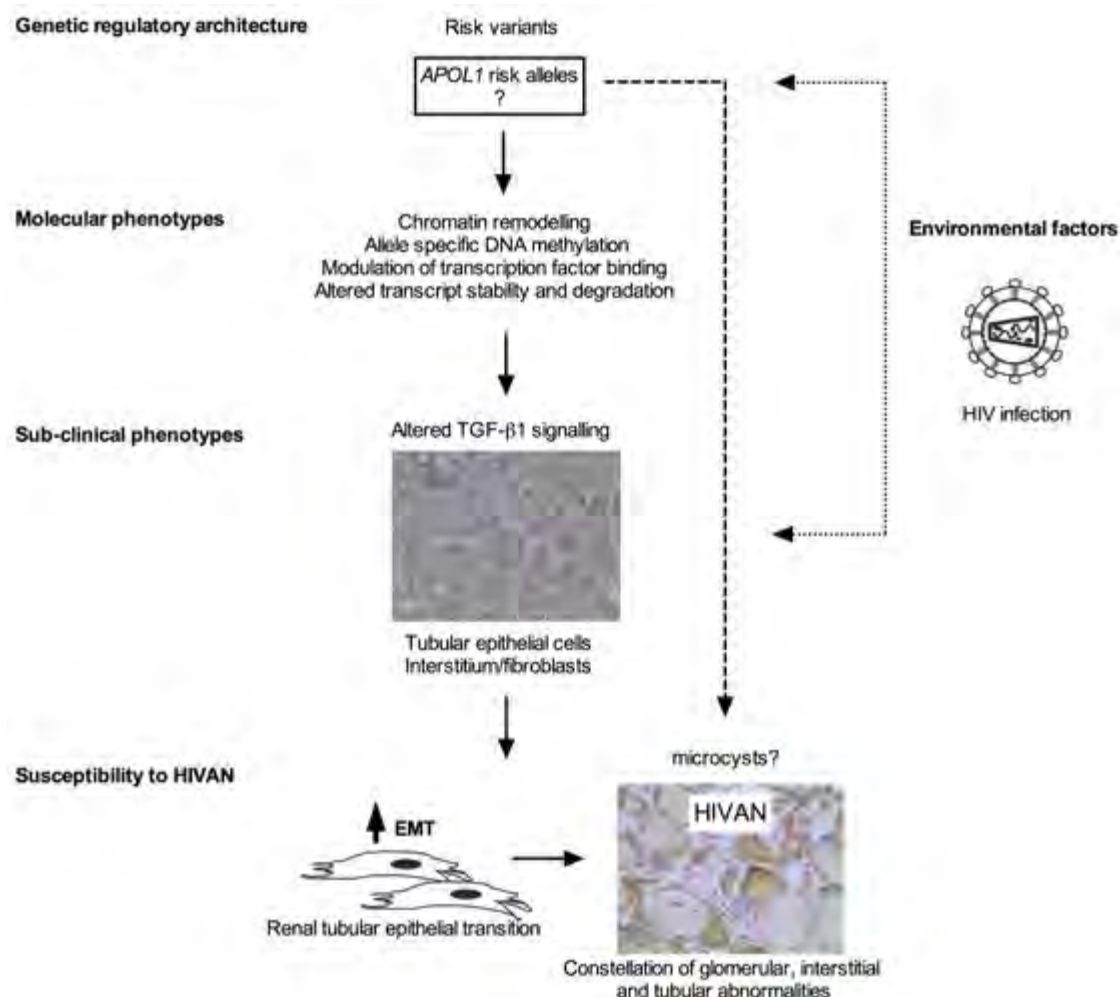 Genetic regulatory architecture
Risk variants
APOL1 risk alleles
?
Molecular phenotypes
Chromatin remodelling
Allele specific DNA methylation
Modulation of transcription factor binding
Altered transcript stability and degradation
Environmental factors
HIV infection
Sub-clinical phenotypes
Altered TGF-β1 signalling
Tubular epithelial cells
Interstitium/fibroblasts
Susceptibility to HIVAN
microcysts?
HIVAN
EMT
Renal tubular epithelial transition
Constellation of glomerular, interstitial
and tubular abnormalities